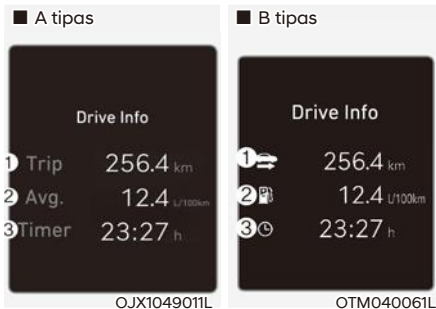 ■ A tipas
Drive Info
1 Trip 256.4 km
2 Avg. 12.4 L/100km
3 Timer 23:27 h
OJX1049011L
■ B tipas
Drive Info
1 256.4 km
2 12.4 L/100km
3 23:27 h
OTM040061L